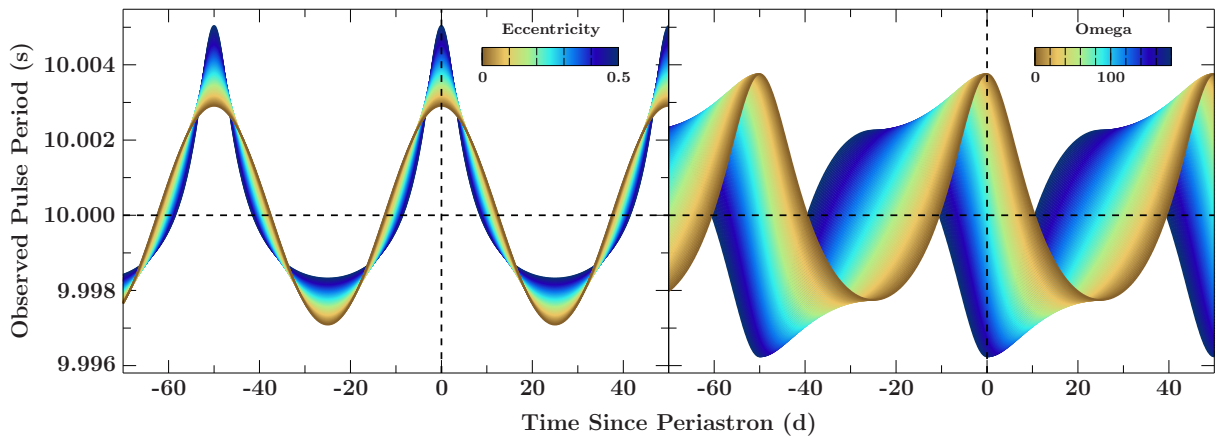 Observed Pulse Period (s)
10.004
10.002
10.000
9.998
9.996
Eccentricity
0 0.5
Omega
0 100
-60 -40 -20 0 20 40
-60 -40 -20 0 20 40
Time Since Periastron (d)